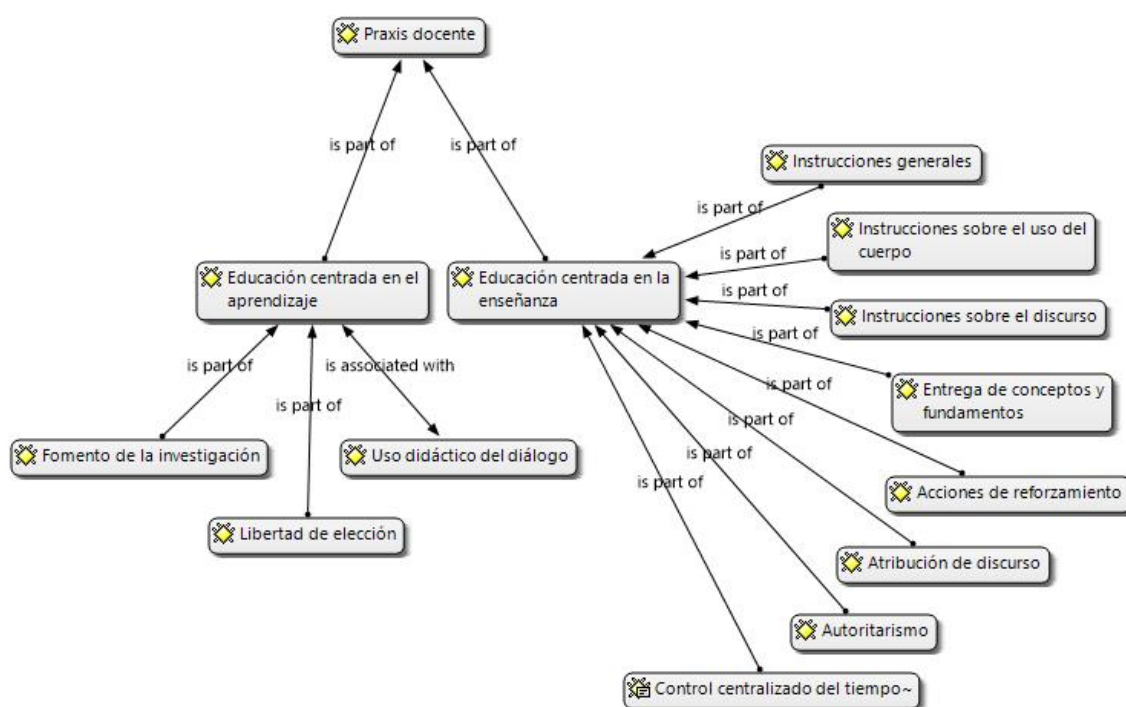 Praxis docente
is part of
is part of
Instrucciones generales
is part of
Instrucciones sobre el uso del
cuerpo
is part of
Educación centrada en el
aprendizaje
Educación centrada en la
enseñanza
is part of
Instrucciones sobre el discurso
is part of
is part of
is associated with
Entrega de conceptos y
fundamentos
is part of
is part of
is part of
Fomento de la investigación
Uso didáctico del diálogo
is part of
is part of
Acciones de reforzamiento
Libertad de elección
Atribución de discurso
Autoritarismo
Control centralizado del tiempo~